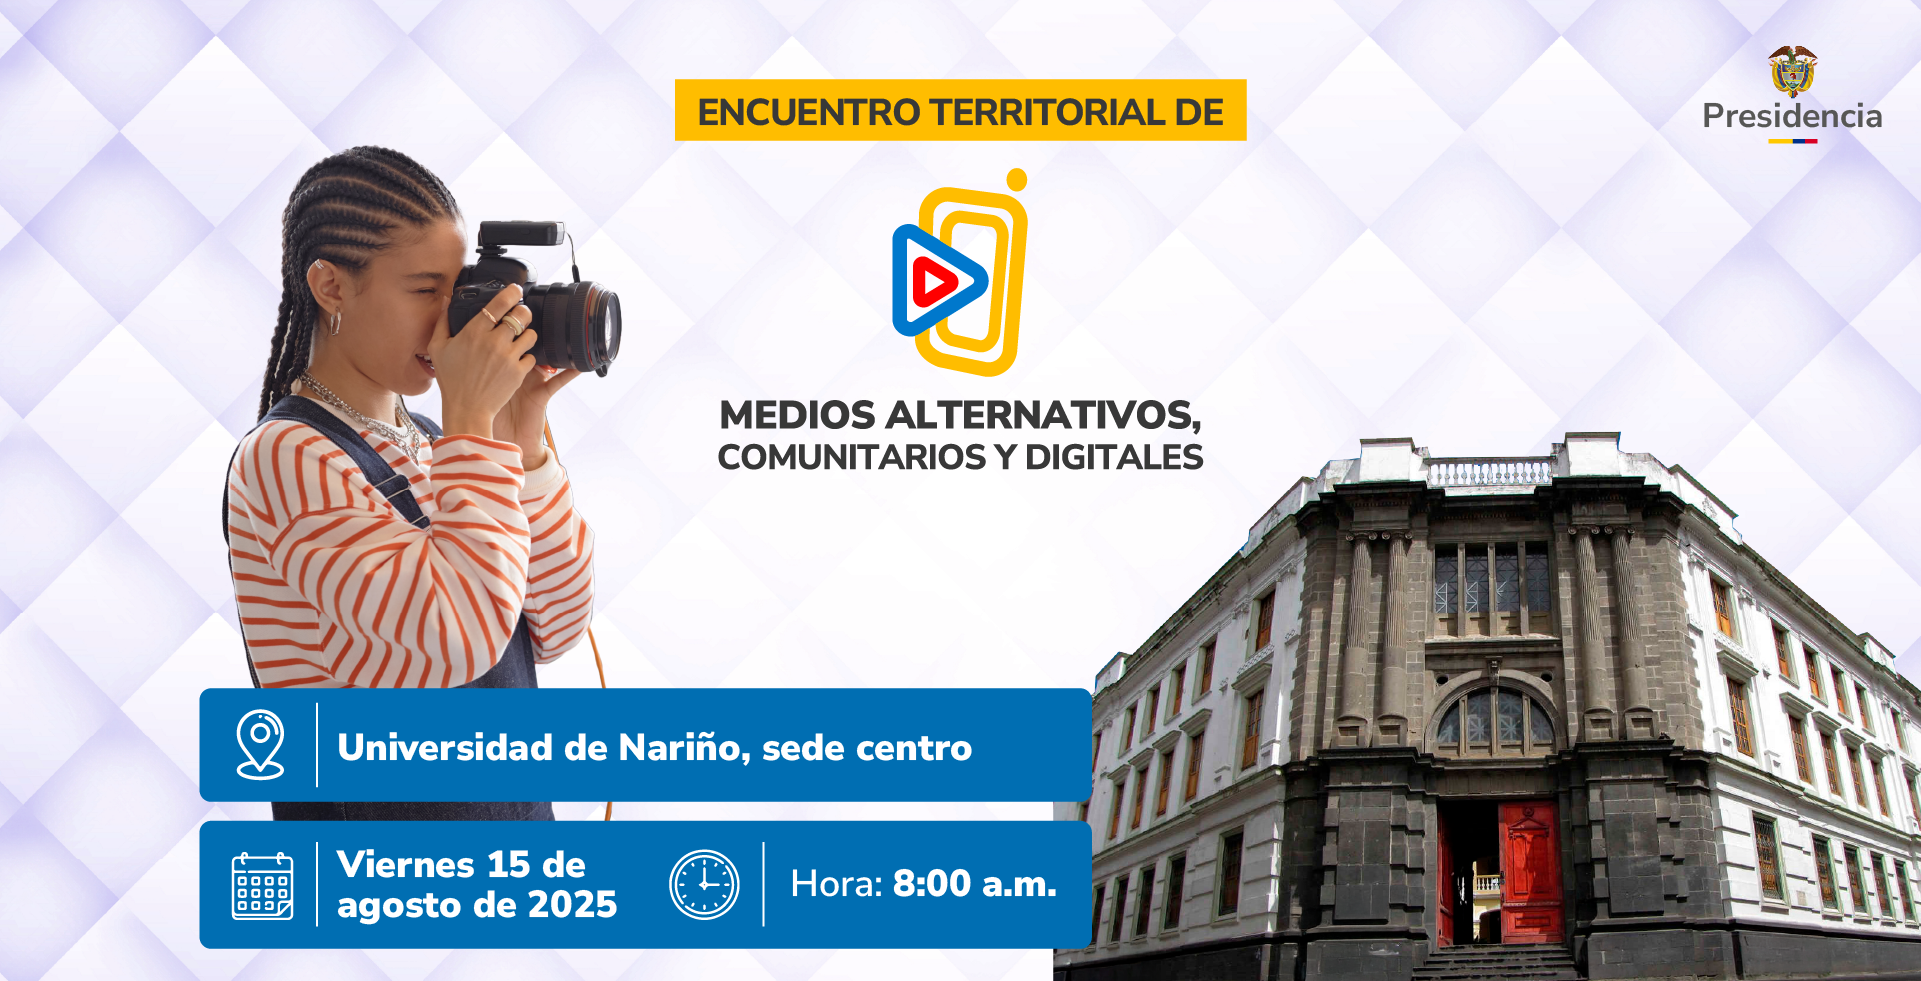 ENCUENTRO TERRITORIAL DE
Presidencia
MEDIOS ALTERNATIVOS,
COMUNITARIOS Y DIGITALES
Universidad de Nariño, sede centro
Viernes 15 de
agosto de 2025
Hora: 8:00 a.m.